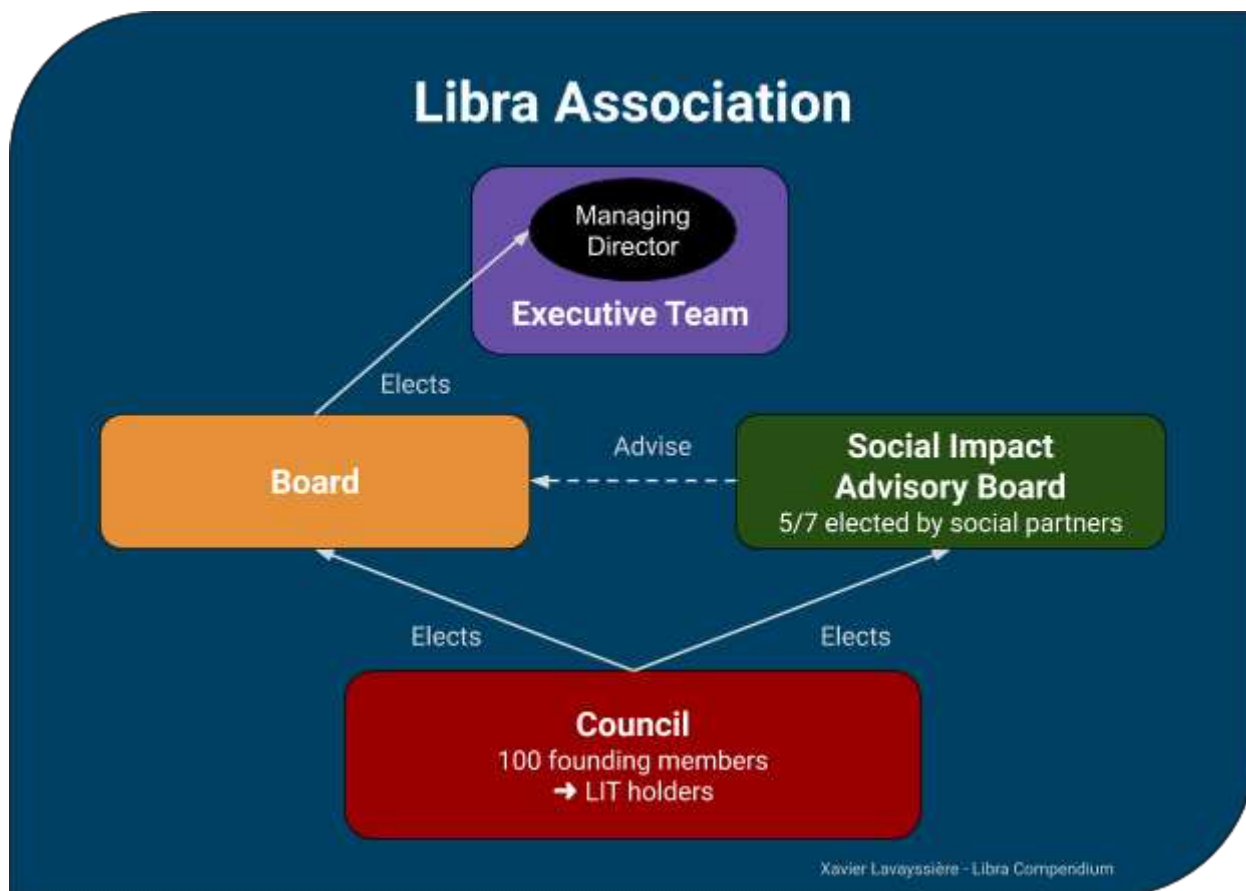 Libra Association
Managing
Director
Executive Team
Elects
Board
Advise
Social Impact
Advisory Board
5/7 elected by social partners
Elects
Elects
Council
100 founding members
➜ LIT holders
Xavier Lavayssière - Libra Compendium